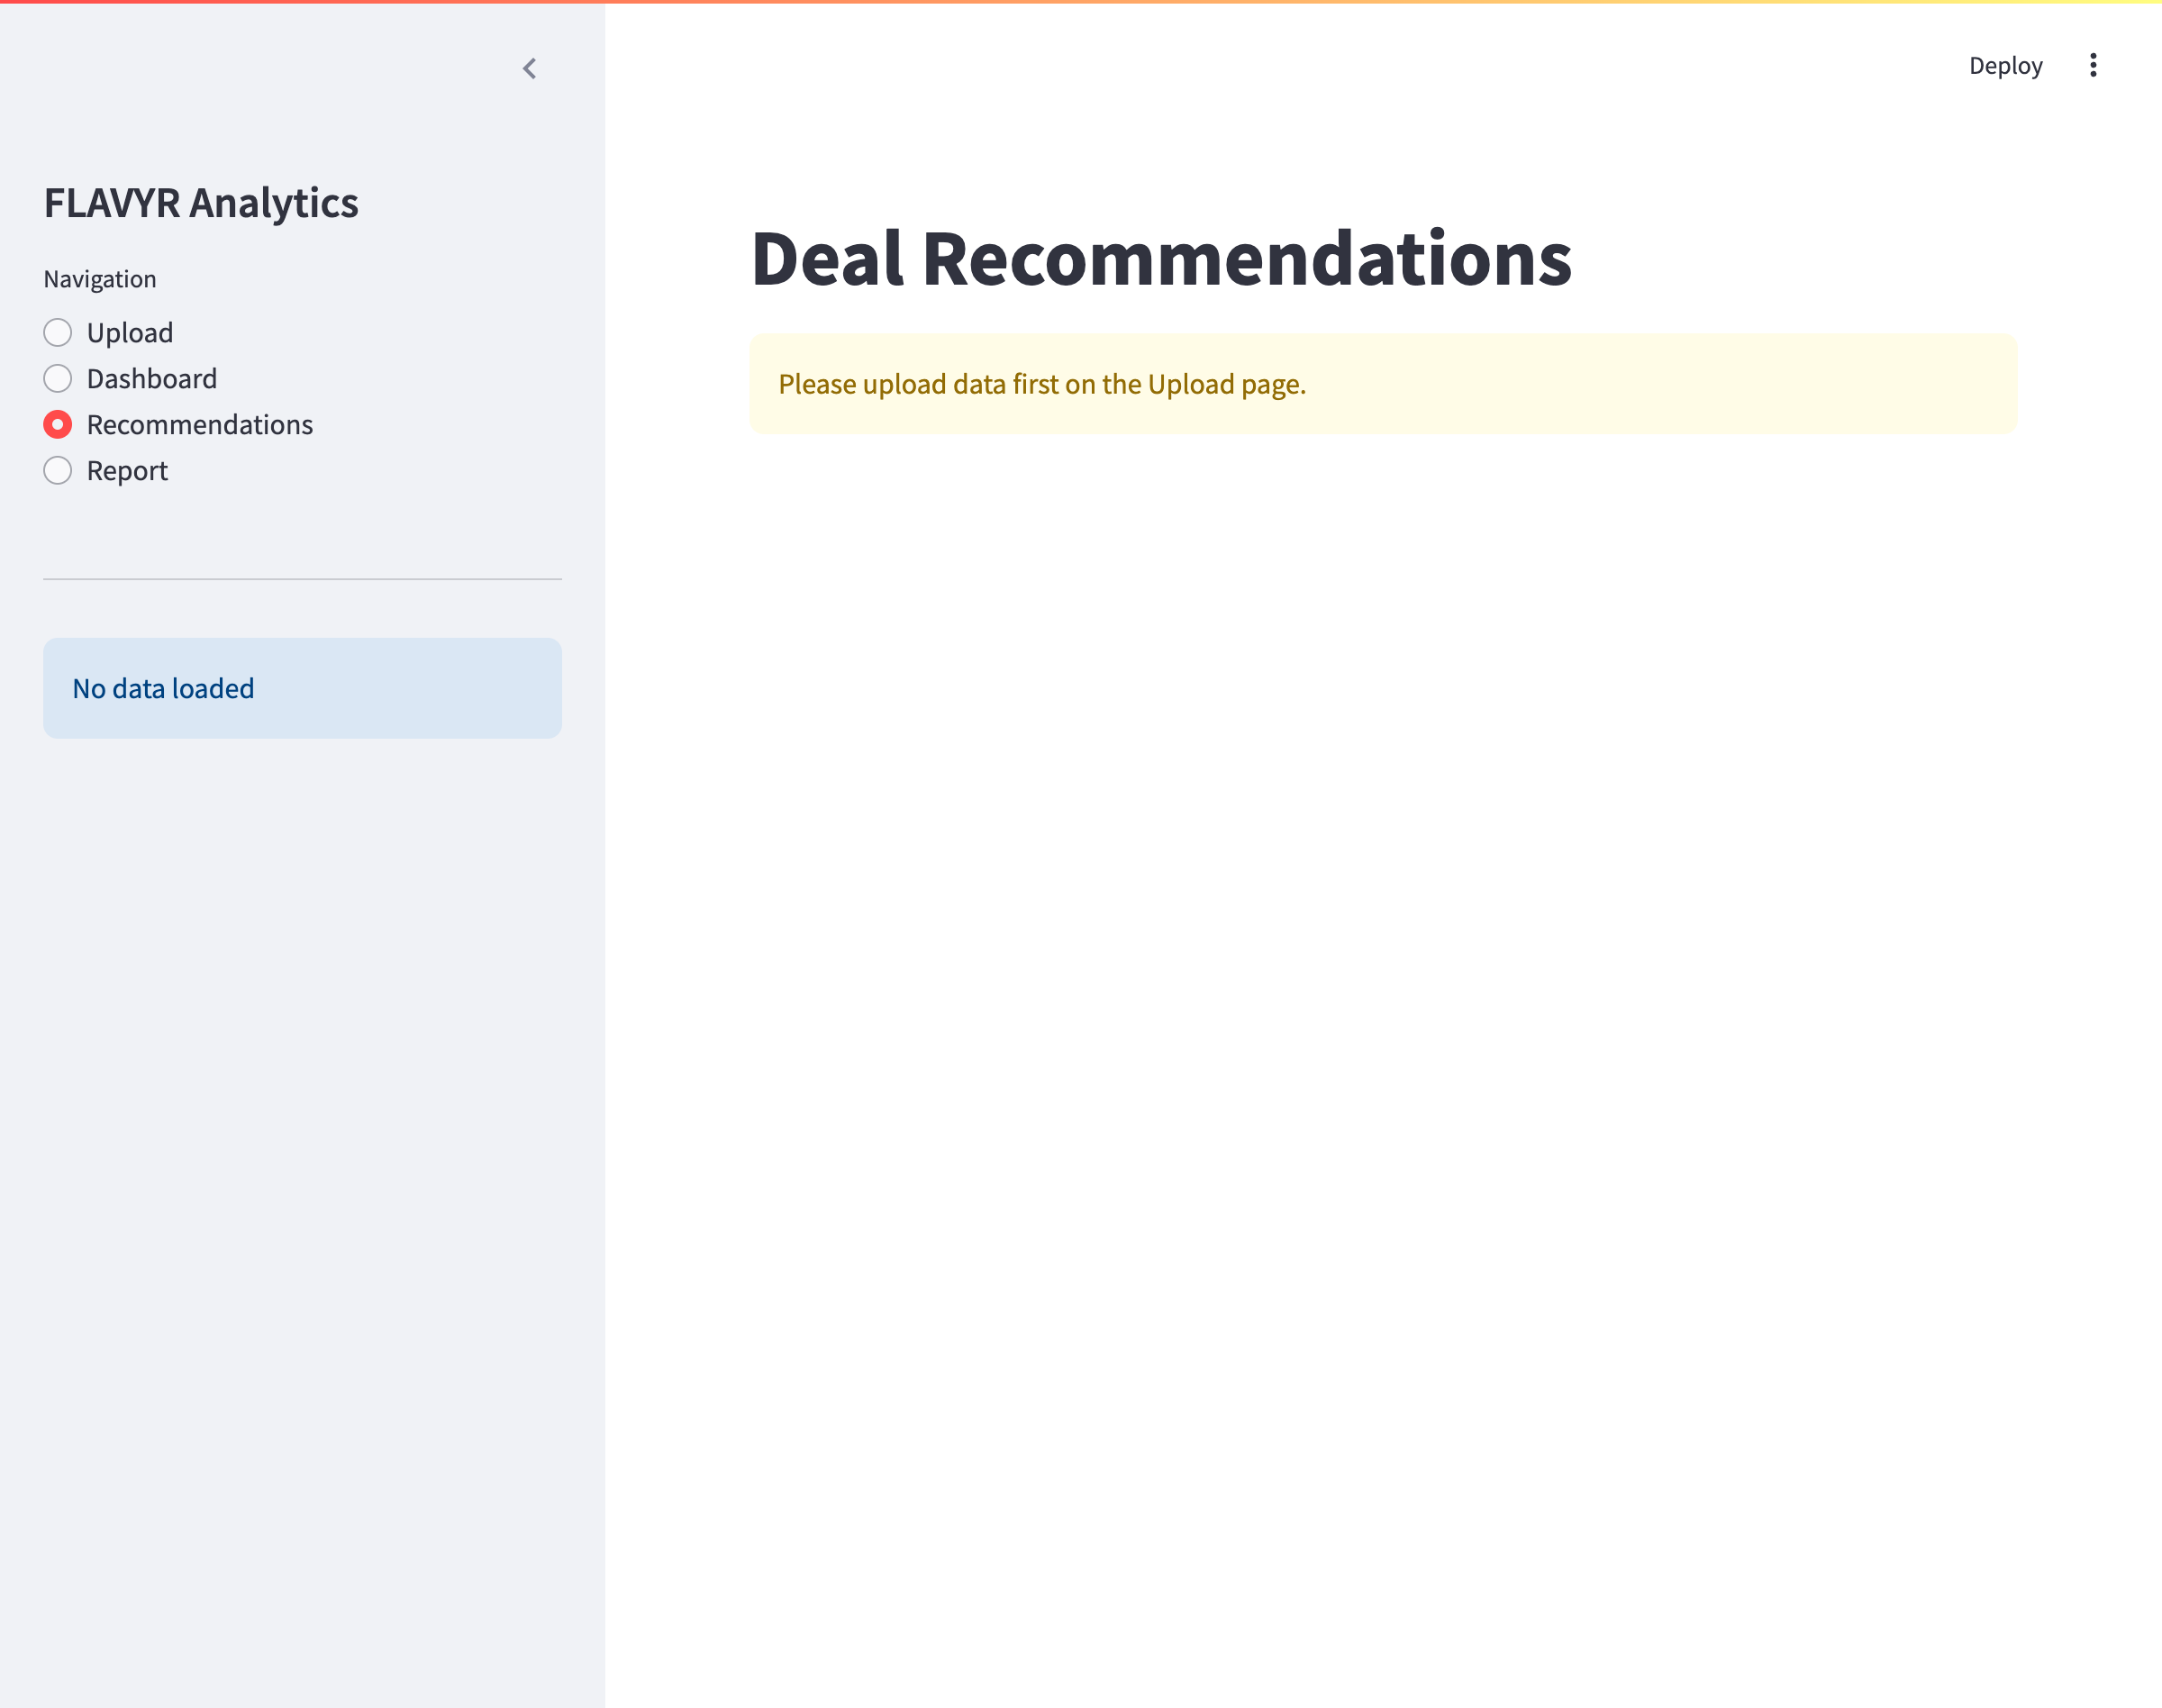 FLAVYR Analytics
Navigation
Upload
Dashboard
Recommendations
Report
No data loaded
Deploy
Deal Recommendations
Please upload data first on the Upload page.